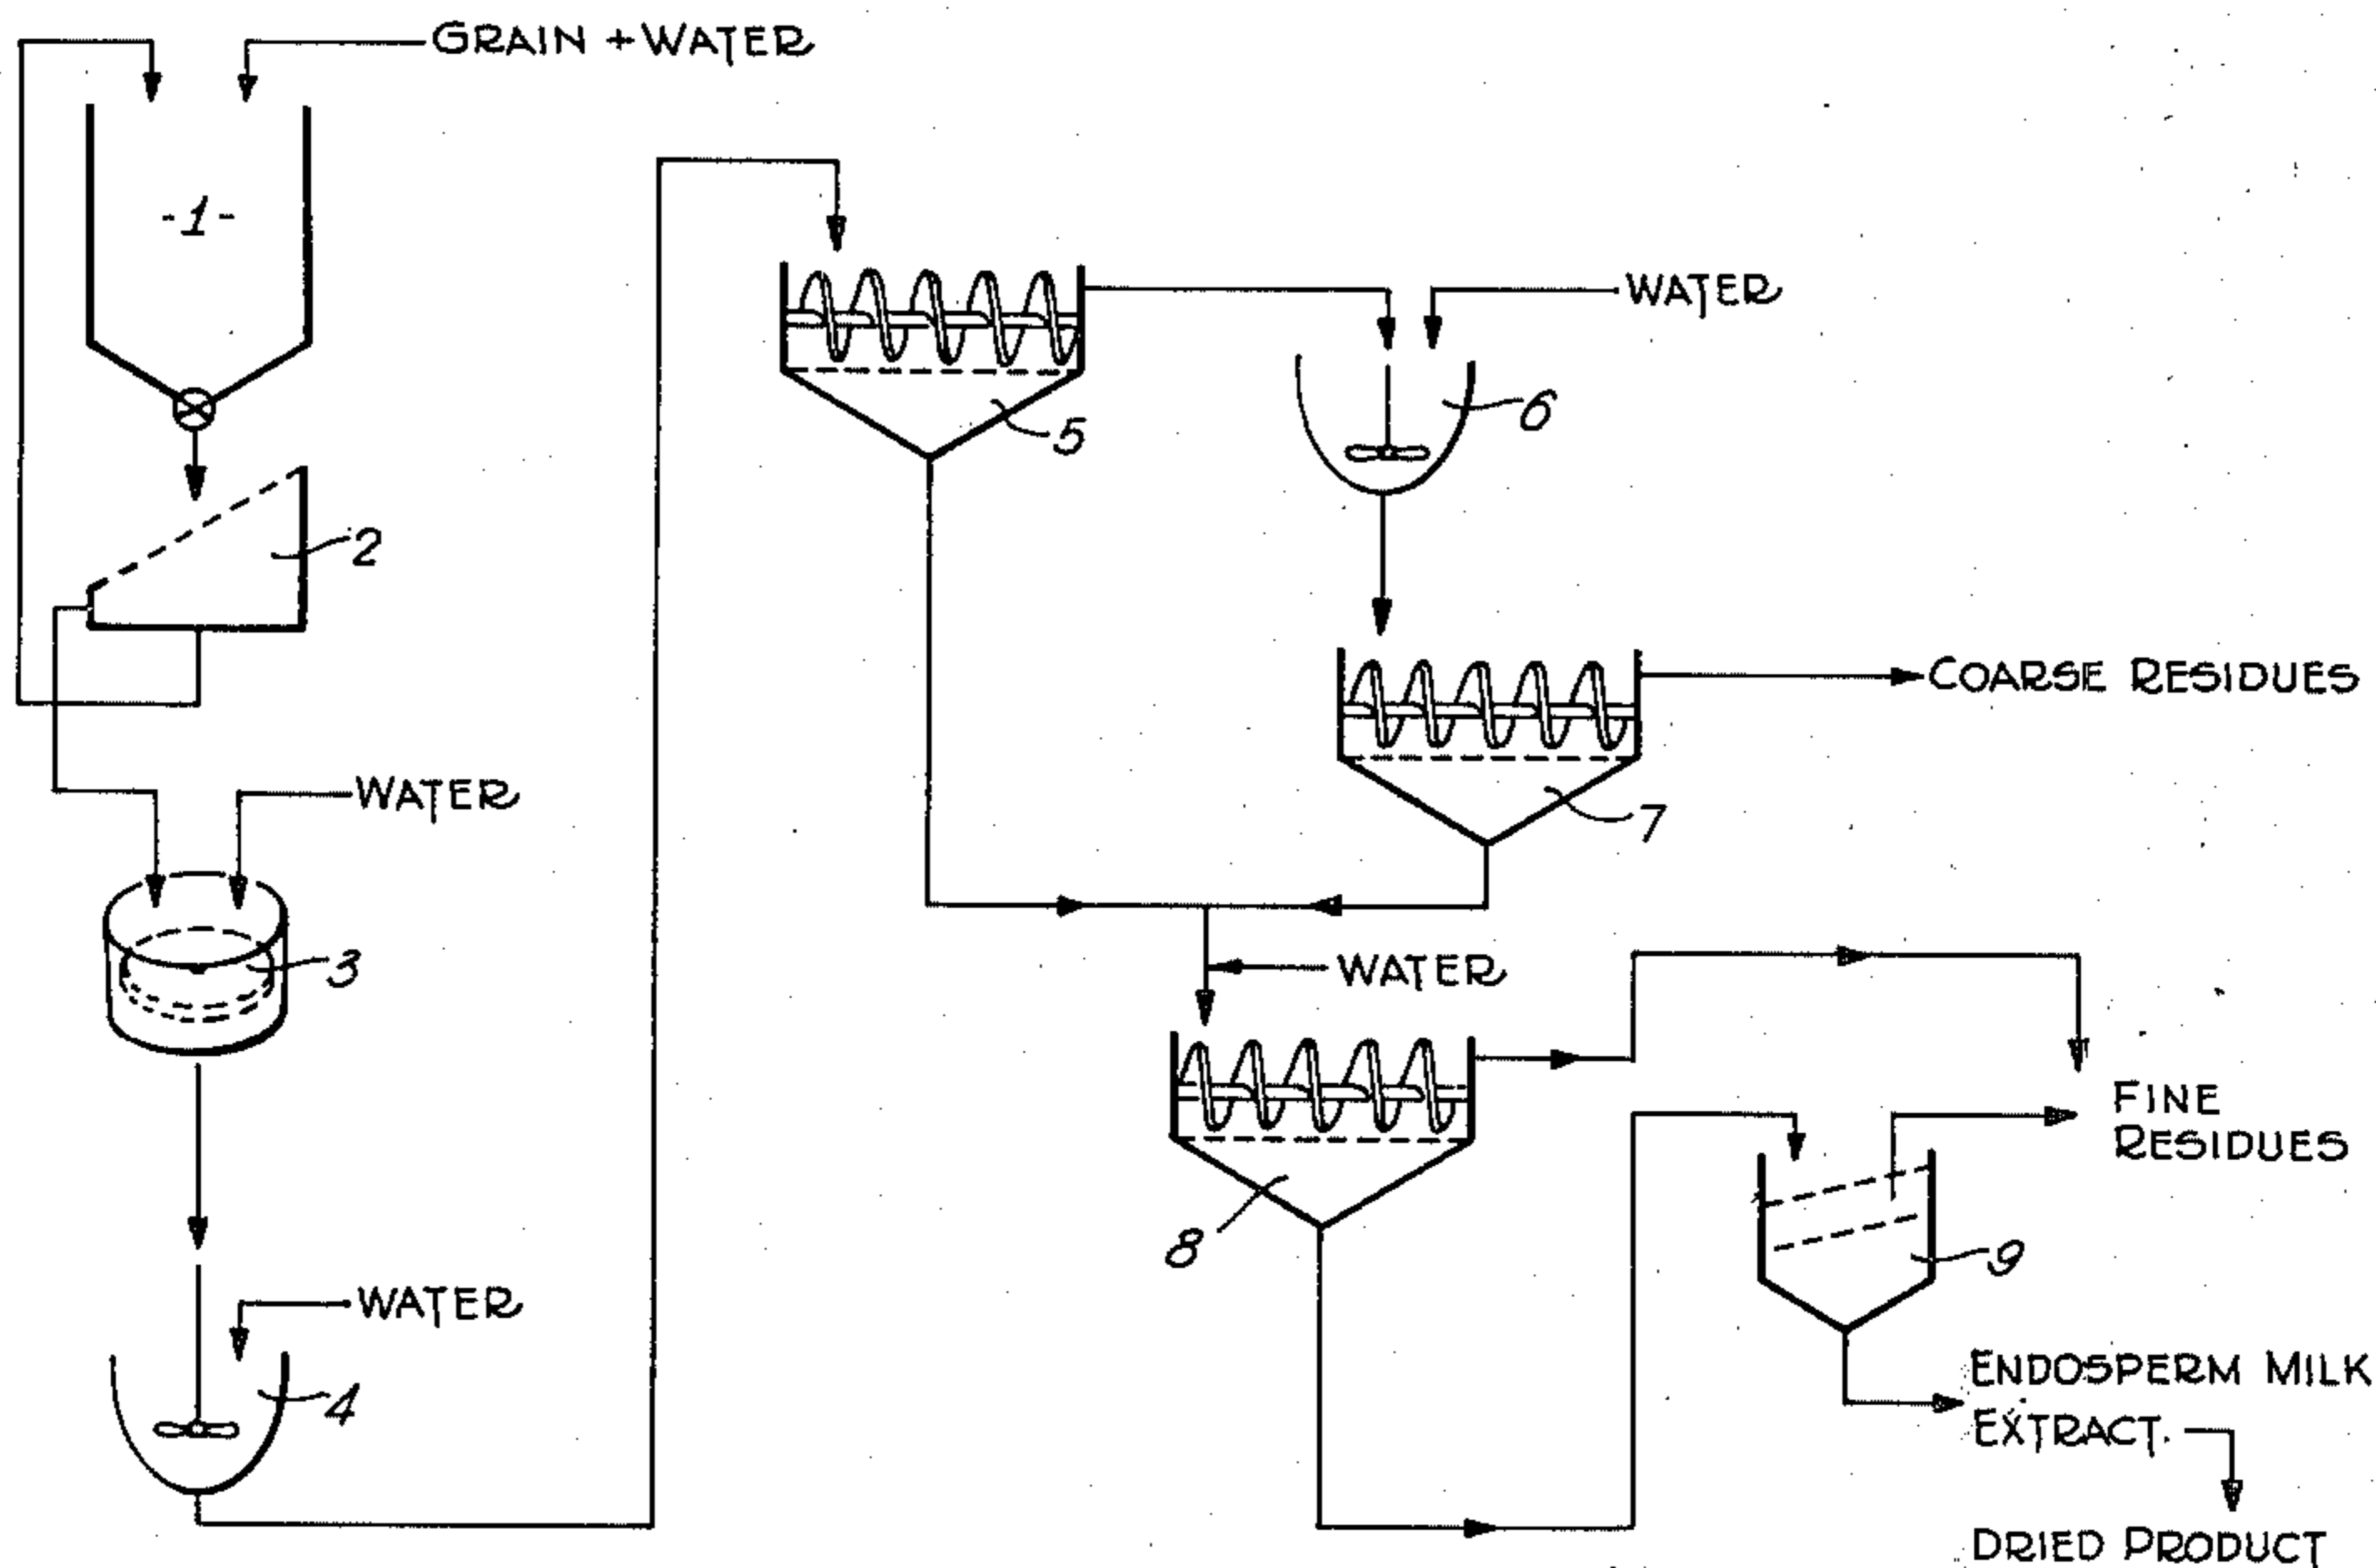 GRAIN + WATER
-1-
2
WATER
3
WATER
4
5
WATER
6
COARSE RESIDUES
7
WATER
8
FINE
RESIDUES
9
ENDOSPERM MILK
EXTRACT.
DRIED PRODUCT